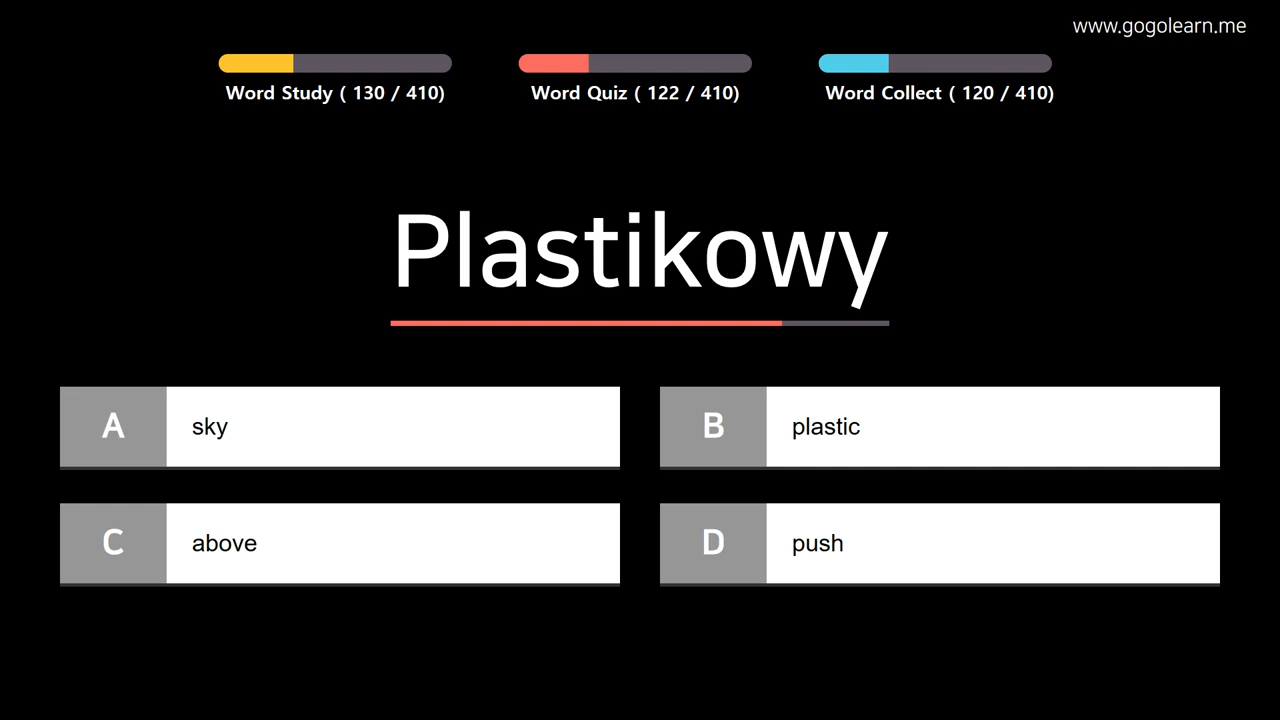 www.gogolearn.me
Word Study ( 130 / 410)
Word Quiz ( 122 / 410)
Word Collect ( 120 / 410)
Plastikowy
A sky
B plastic
C above
D push